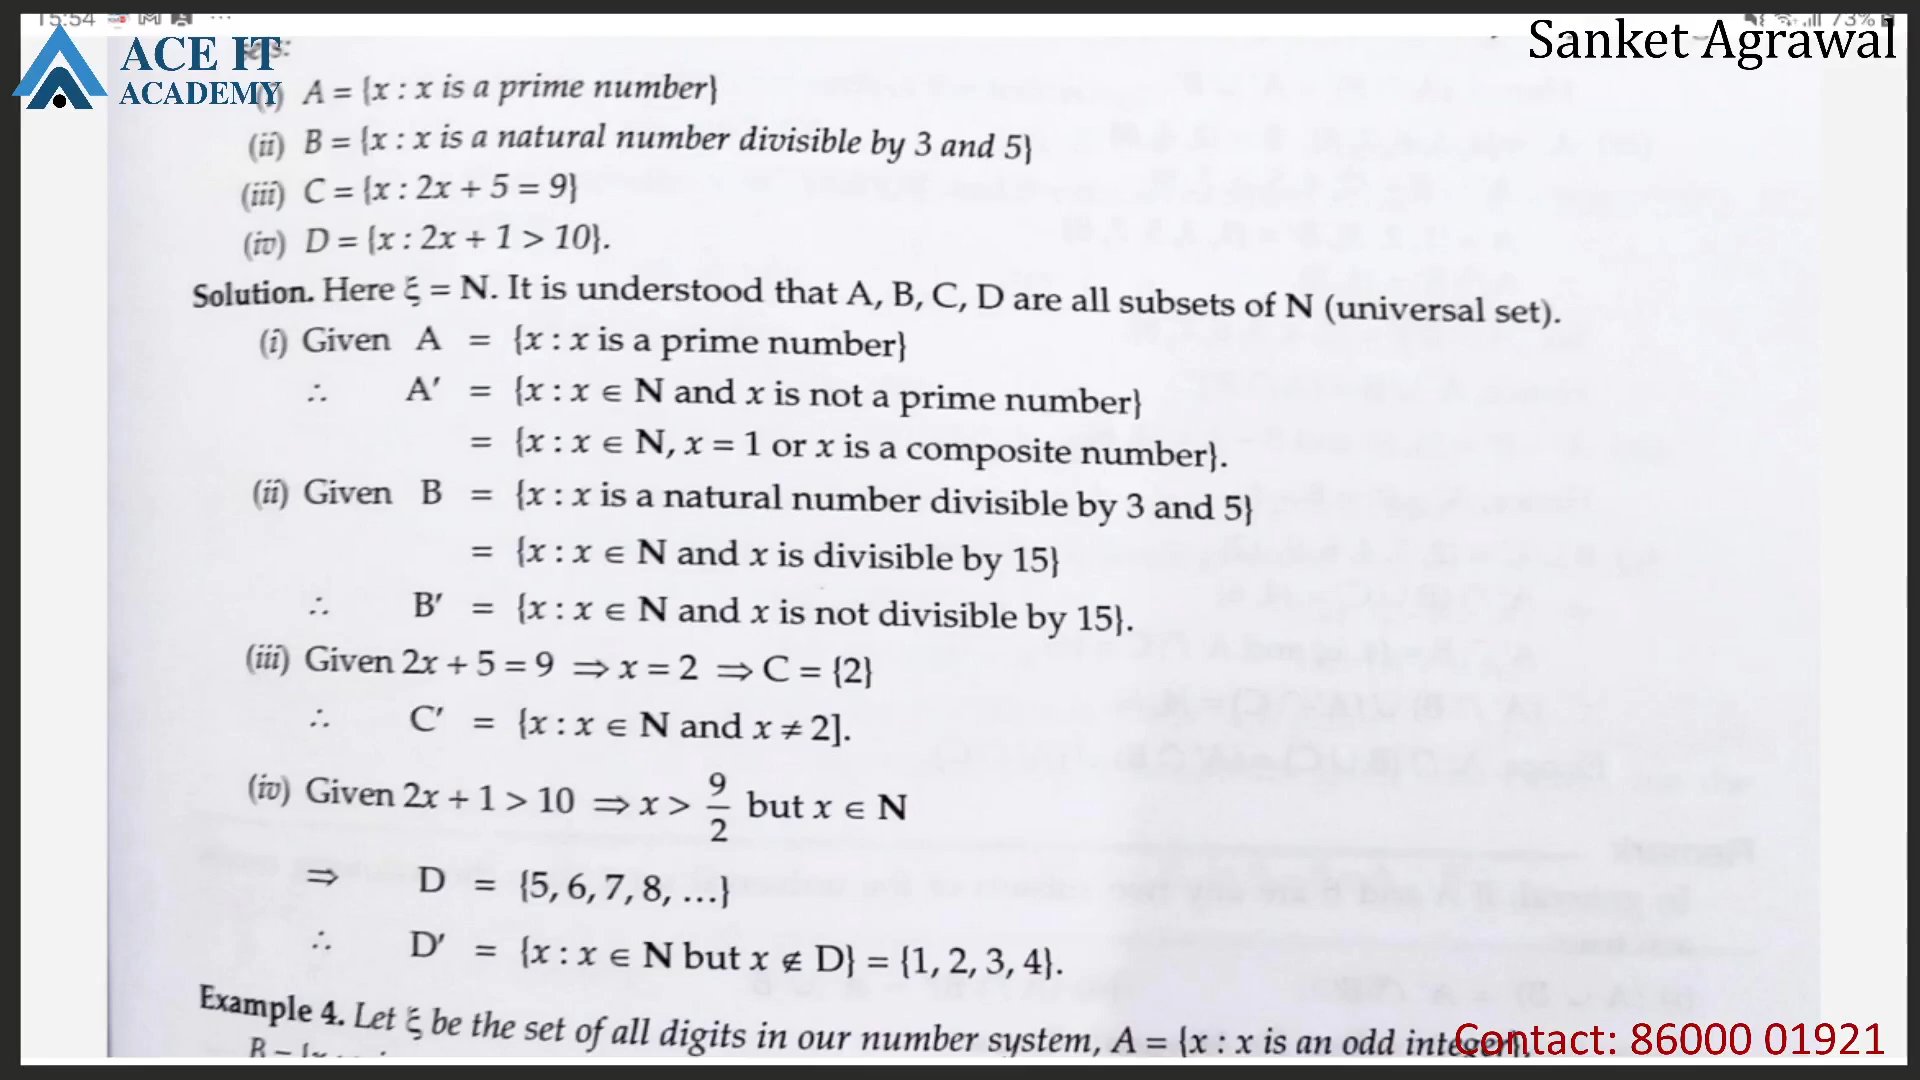 15:54
73%
ACE IT
ACADEMY
Sanket Agrawal
(i) A = {x : x is a prime number}
(ii) B = {x : x is a natural number divisible by 3 and 5}
(iii) C = {x : 2x + 5 = 9}
(iv) D = {x : 2x + 1 > 10}.
Solution. Here ξ = N. It is understood that A, B, C, D are all subsets of N (universal set).
(i) Given A = {x : x is a prime number}
∴ A′ = {x : x ∈ N and x is not a prime number}
= {x : x ∈ N, x = 1 or x is a composite number}.
(ii) Given B = {x : x is a natural number divisible by 3 and 5}
= {x : x ∈ N and x is divisible by 15}
∴ B′ = {x : x ∈ N and x is not divisible by 15}.
(iii) Given 2x + 5 = 9 ⇒ x = 2 ⇒ C = {2}
∴ C′ = {x : x ∈ N and x ≠ 2].
(iv) Given 2x + 1 > 10 ⇒ x > 9/2 but x ∈ N
⇒ D = {5, 6, 7, 8, ...}
∴ D′ = {x : x ∈ N but x ∉ D} = {1, 2, 3, 4}.
Example 4. Let ξ be the set of all digits in our number system, A = {x : x is an odd integer},
Contact: 86000 01921